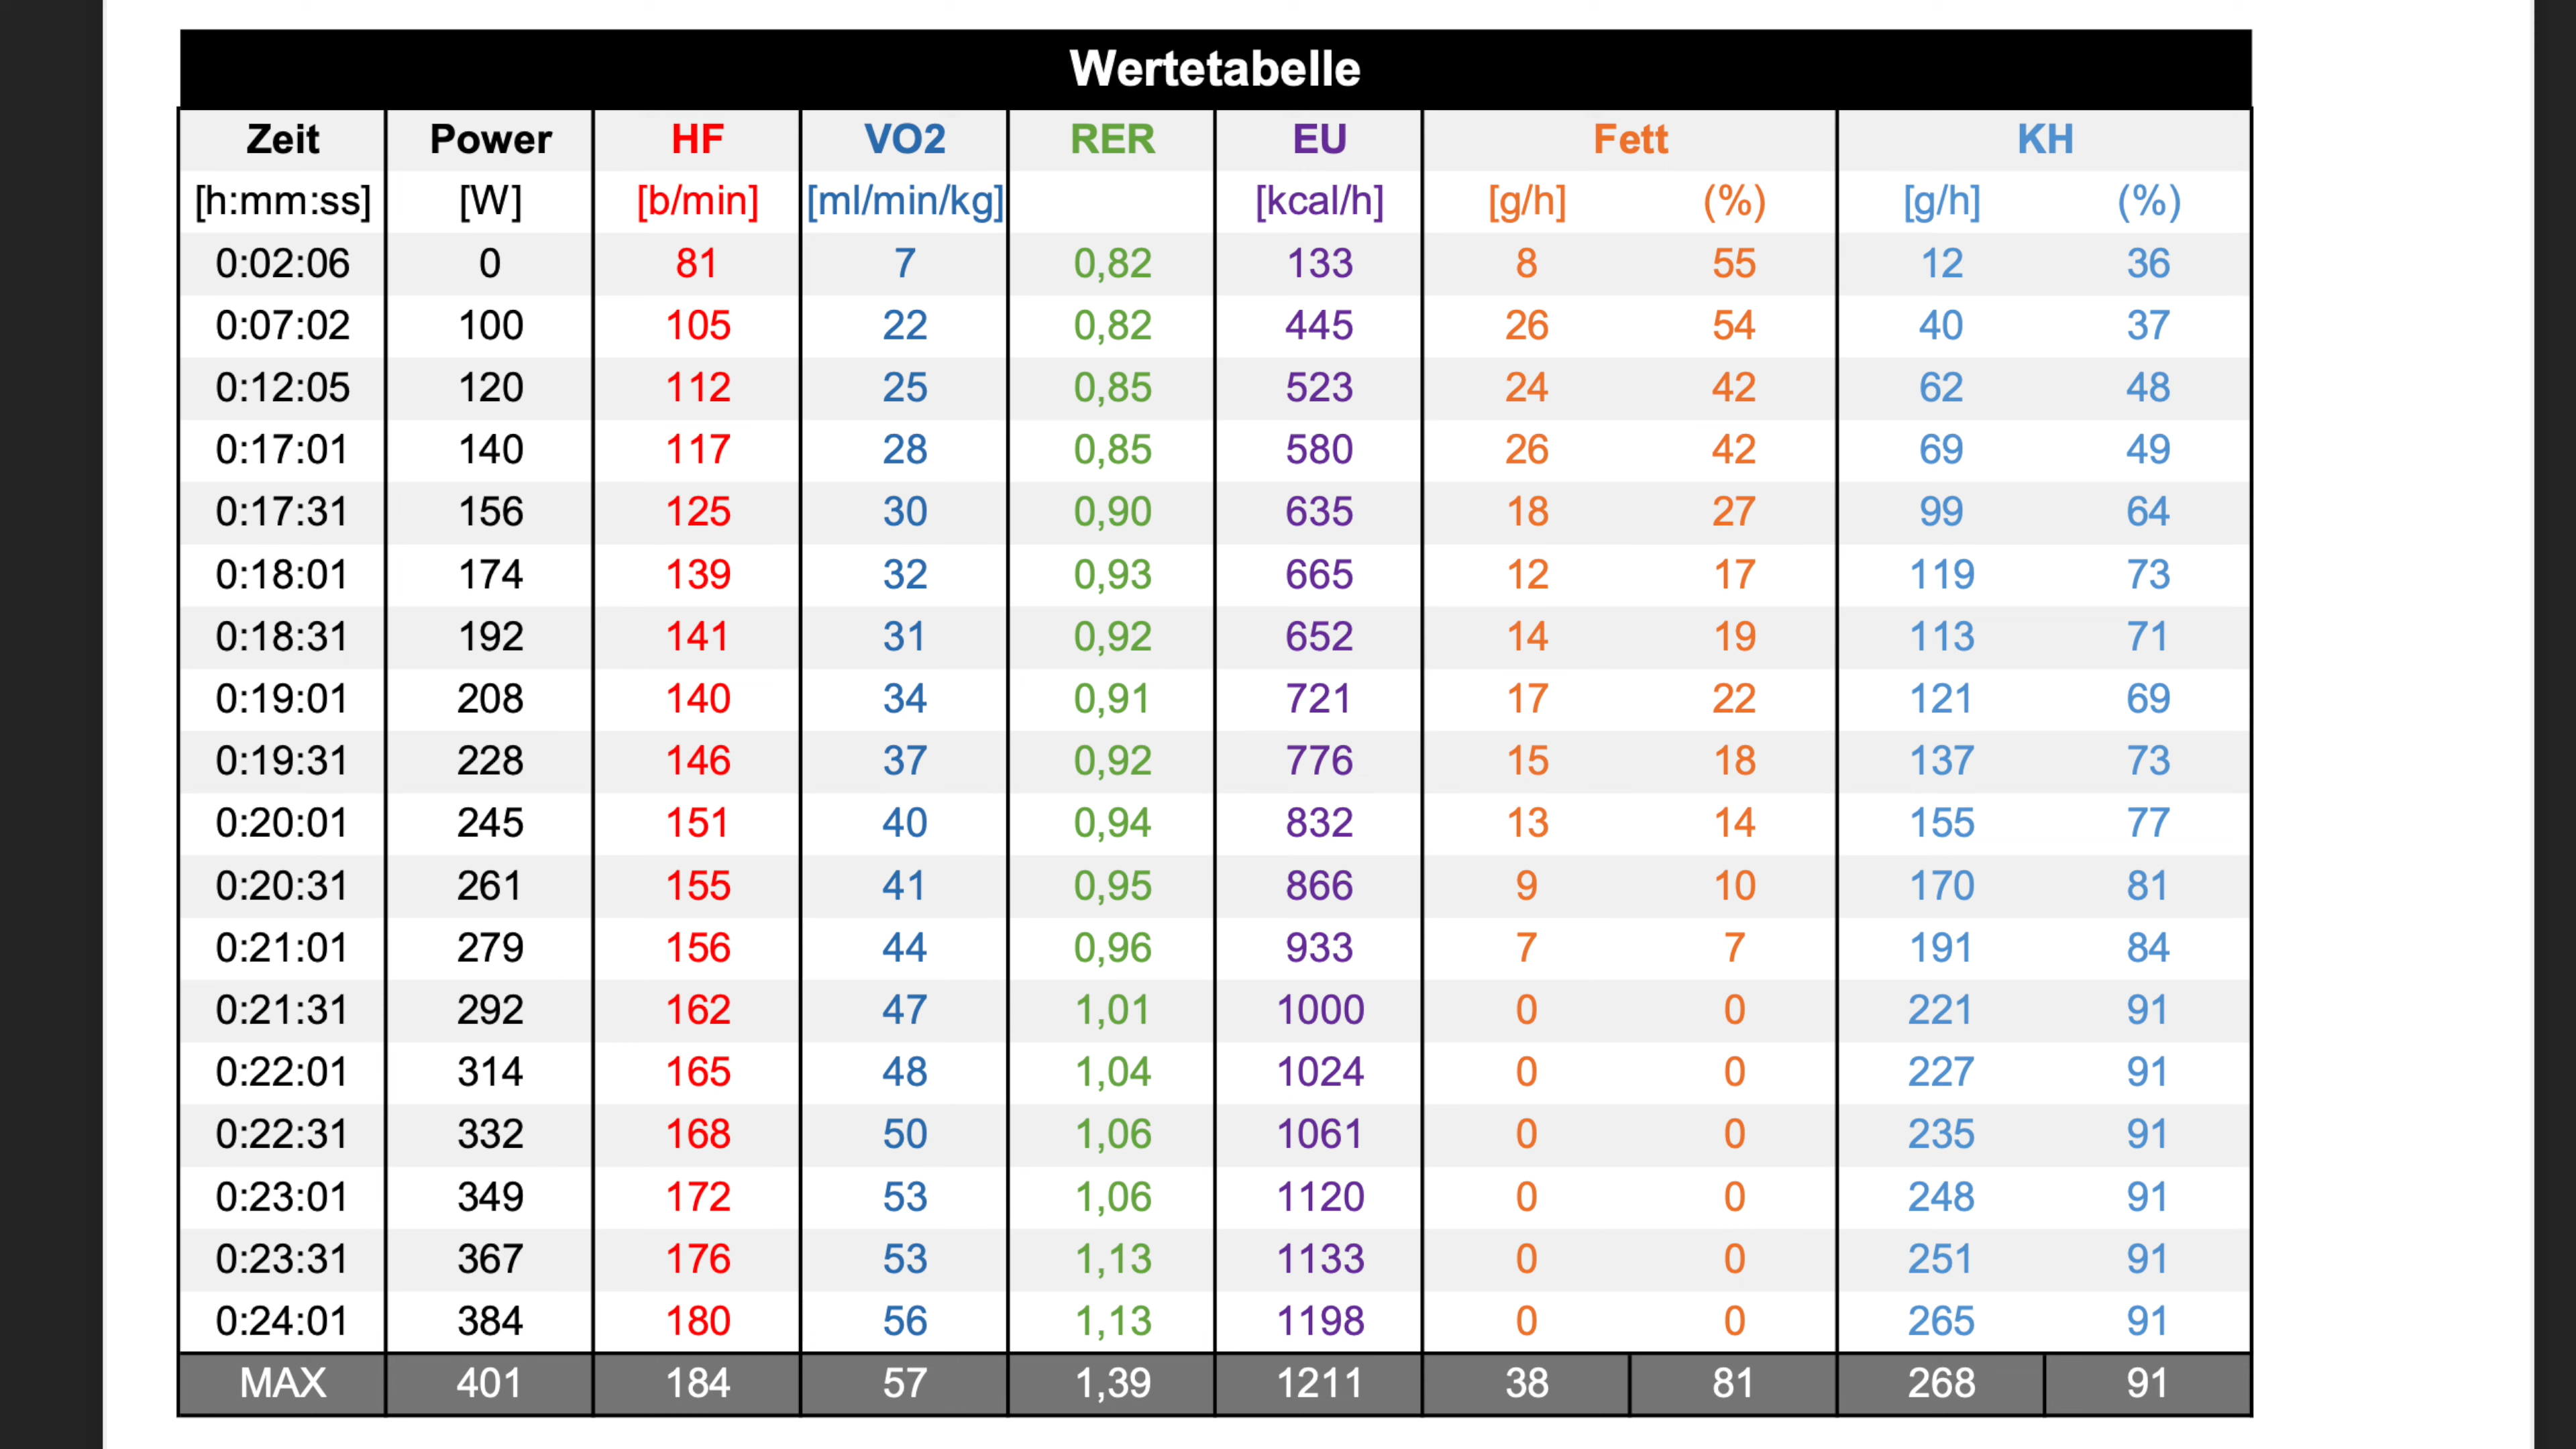 Wertetabelle
Zeit Power HF VO2 RER EU Fett KH
[h:mm:ss] [W] [b/min] [ml/min/kg] [kcal/h] [g/h] (%) [g/h] (%)
0:02:06 0 81 7 0,82 133 8 55 12 36
0:07:02 100 105 22 0,82 445 26 54 40 37
0:12:05 120 112 25 0,85 523 24 42 62 48
0:17:01 140 117 28 0,85 580 26 42 69 49
0:17:31 156 125 30 0,90 635 18 27 99 64
0:18:01 174 139 32 0,93 665 12 17 119 73
0:18:31 192 141 31 0,92 652 14 19 113 71
0:19:01 208 140 34 0,91 721 17 22 121 69
0:19:31 228 146 37 0,92 776 15 18 137 73
0:20:01 245 151 40 0,94 832 13 14 155 77
0:20:31 261 155 41 0,95 866 9 10 170 81
0:21:01 279 156 44 0,96 933 7 7 191 84
0:21:31 292 162 47 1,01 1000 0 0 221 91
0:22:01 314 165 48 1,04 1024 0 0 227 91
0:22:31 332 168 50 1,06 1061 0 0 235 91
0:23:01 349 172 53 1,06 1120 0 0 248 91
0:23:31 367 176 53 1,13 1133 0 0 251 91
0:24:01 384 180 56 1,13 1198 0 0 265 91
MAX 401 184 57 1,39 1211 38 81 268 91